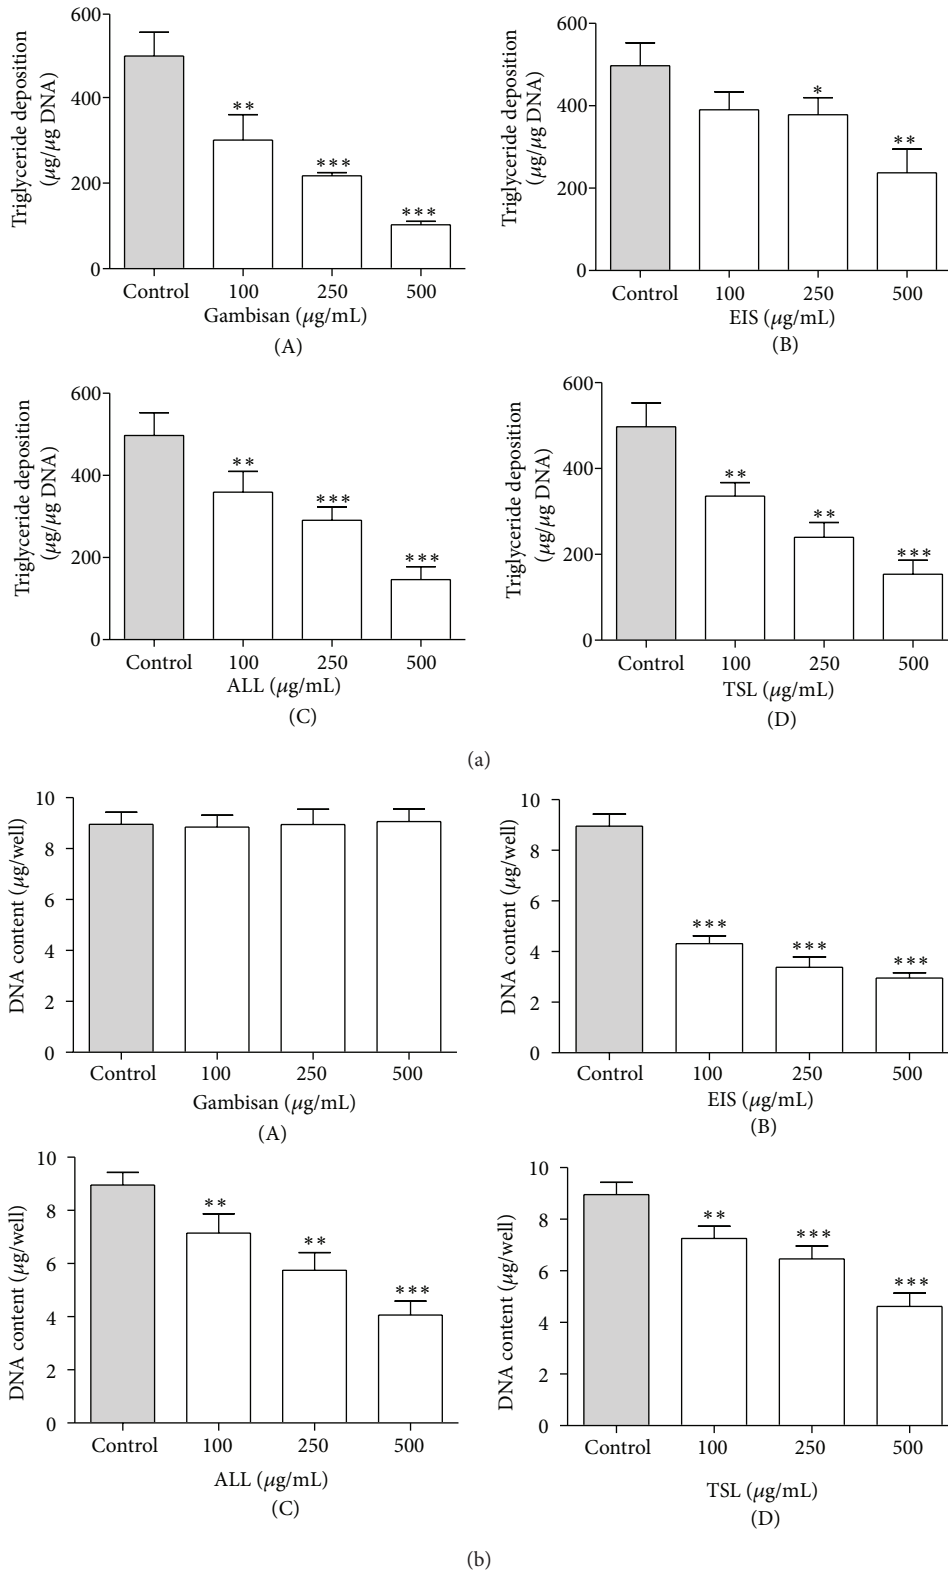 Triglyceride deposition
(μg/μg DNA)
600
400
200
0
**
***
***
Control 100 250 500
Gambisan (μg/mL)
(A)
Triglyceride deposition
(μg/μg DNA)
600
400
200
0
*
**
Control 100 250 500
EIS (μg/mL)
(B)
Triglyceride deposition
(μg/μg DNA)
600
400
200
0
**
***
***
Control 100 250 500
ALL (μg/mL)
(C)
Triglyceride deposition
(μg/μg DNA)
600
400
200
0
**
**
***
Control 100 250 500
TSL (μg/mL)
(D)
(a)
DNA content (μg/well)
10
8
6
4
2
0
Control 100 250 500
Gambisan (μg/mL)
(A)
DNA content (μg/well)
10
8
6
4
2
0
***
***
***
Control 100 250 500
EIS (μg/mL)
(B)
DNA content (μg/well)
10
8
6
4
2
0
**
**
***
Control 100 250 500
ALL (μg/mL)
(C)
DNA content (μg/well)
10
8
6
4
2
0
**
***
***
Control 100 250 500
TSL (μg/mL)
(D)
(b)